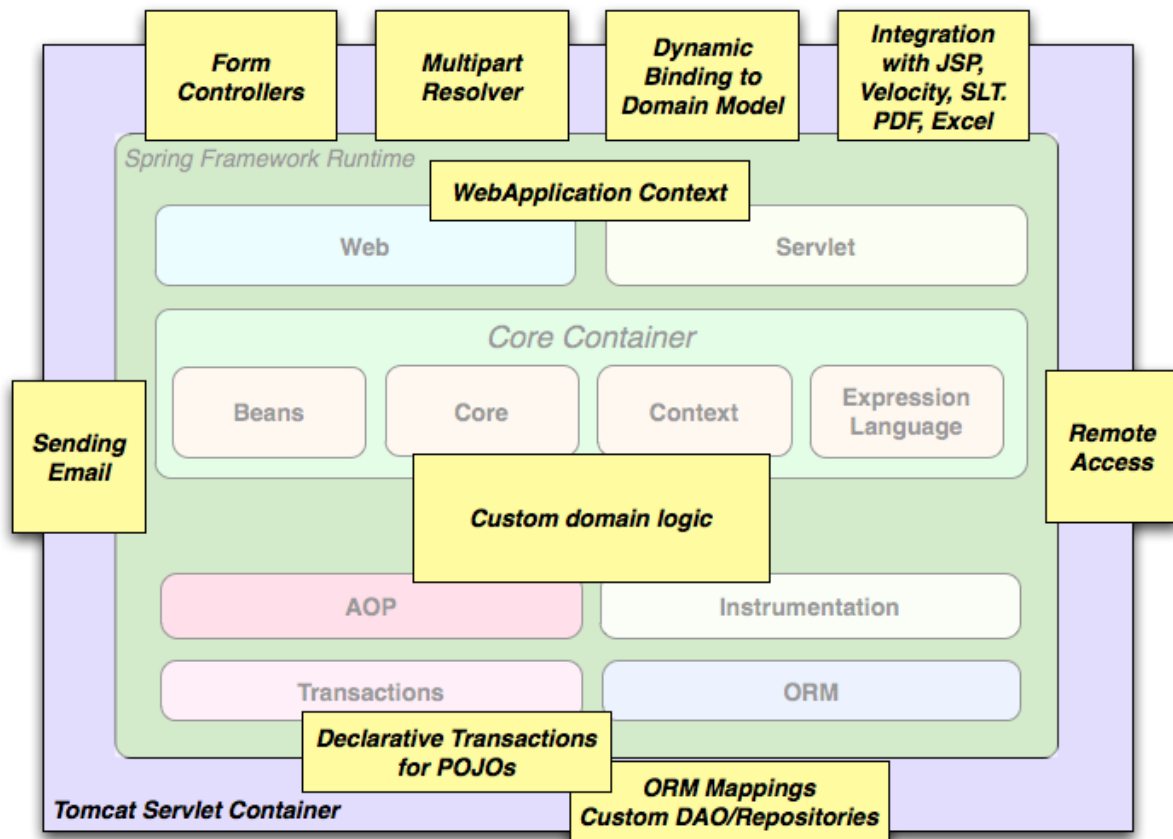 Form
Controllers
Multipart
Resolver
Dynamic
Binding to
Domain Model
Integration
with JSP,
Velocity, SLT.
PDF, Excel
Spring Framework Runtime
WebApplication Context
Web
Servlet
Core Container
Beans
Core
Context
Expression
Language
Sending
Email
Remote
Access
Custom domain logic
AOP
Instrumentation
Transactions
ORM
Declarative Transactions
for POJOs
ORM Mappings
Custom DAO/Repositories
Tomcat Servlet Container